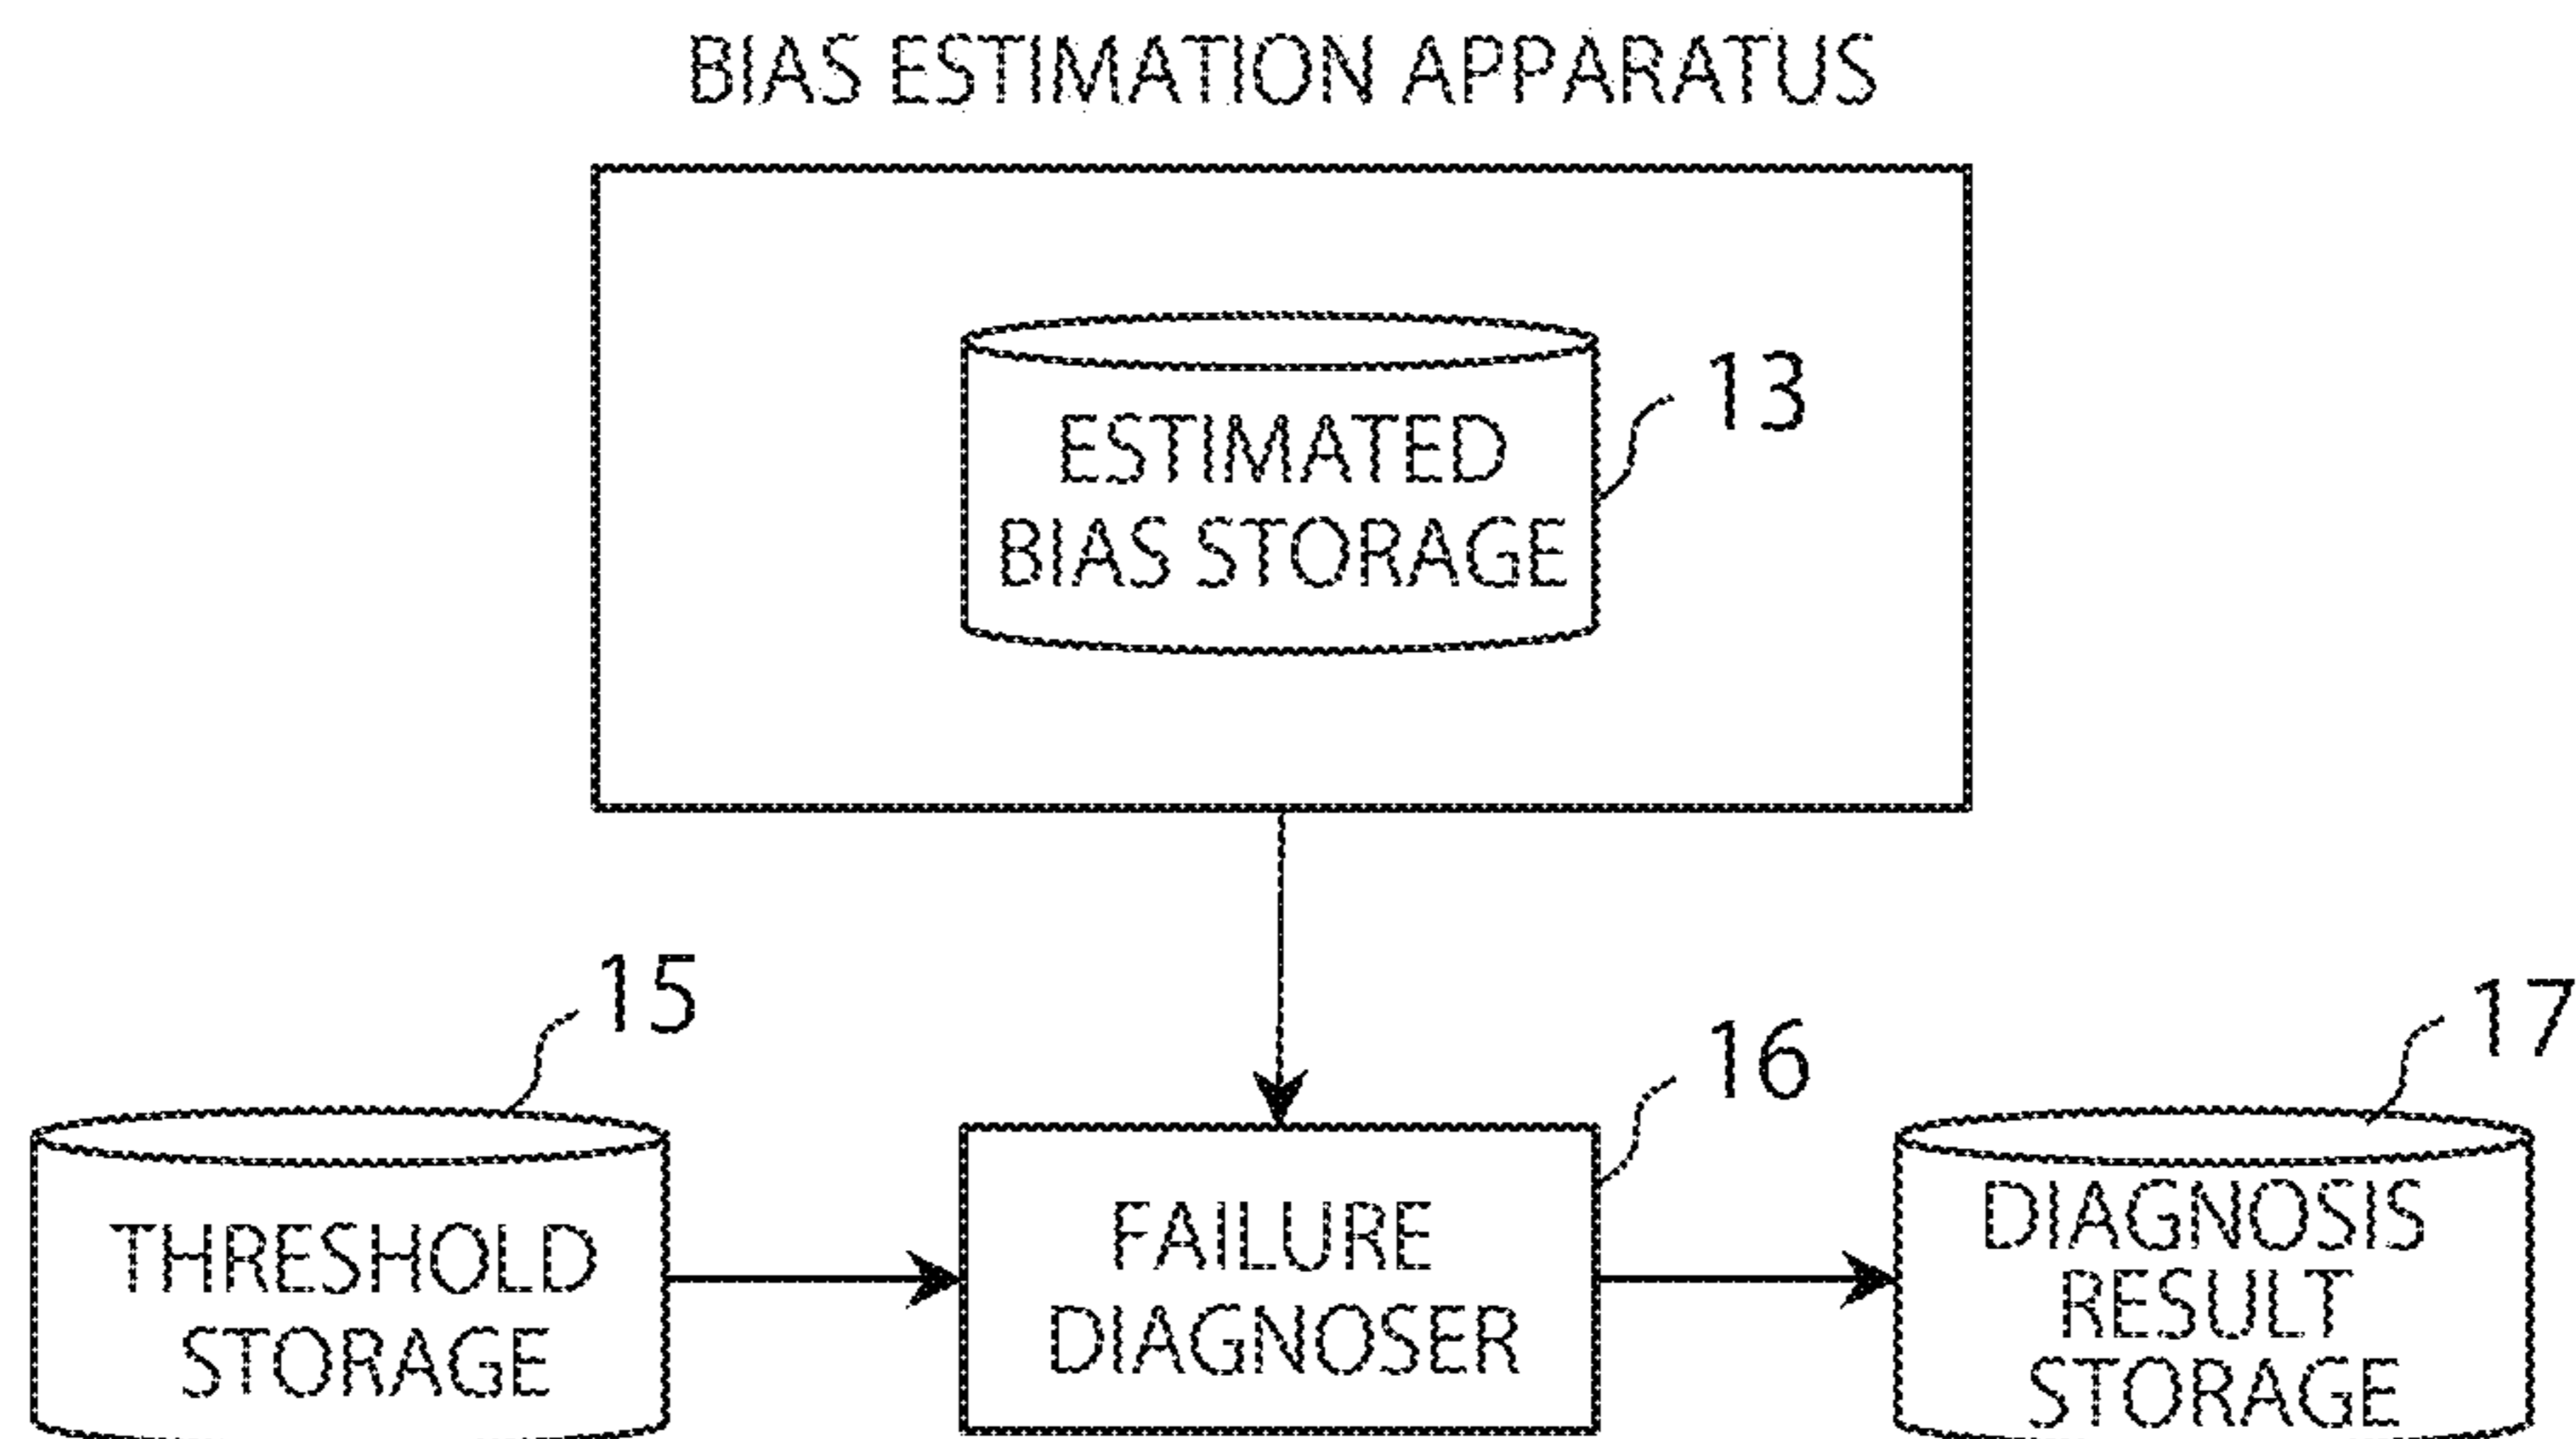 BIAS ESTIMATION APPARATUS
ESTIMATED
BIAS STORAGE
13
15
THRESHOLD
STORAGE
16
FAILURE
DIAGNOSER
17
DIAGNOSIS
RESULT
STORAGE